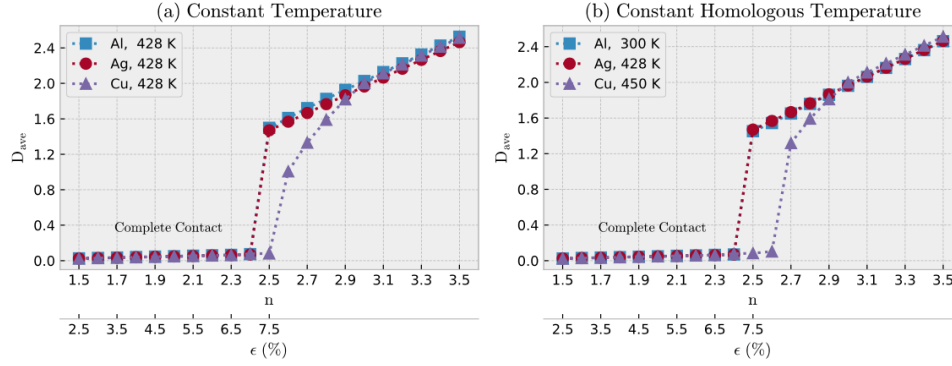 (a) Constant Temperature
2.4
2.0
1.6
1.2
0.8
0.4
0.0
D_ave
Al, 428 K
Ag, 428 K
Cu, 428 K
Complete Contact
1.5 1.7 1.9 2.1 2.3 2.5 2.7 2.9 3.1 3.3 3.5
n
2.5 3.5 4.5 5.5 6.5 7.5
ϵ (%)
(b) Constant Homologous Temperature
2.4
2.0
1.6
1.2
0.8
0.4
0.0
D_ave
Al, 300 K
Ag, 428 K
Cu, 450 K
Complete Contact
1.5 1.7 1.9 2.1 2.3 2.5 2.7 2.9 3.1 3.3 3.5
n
2.5 3.5 4.5 5.5 6.5 7.5
ϵ (%)